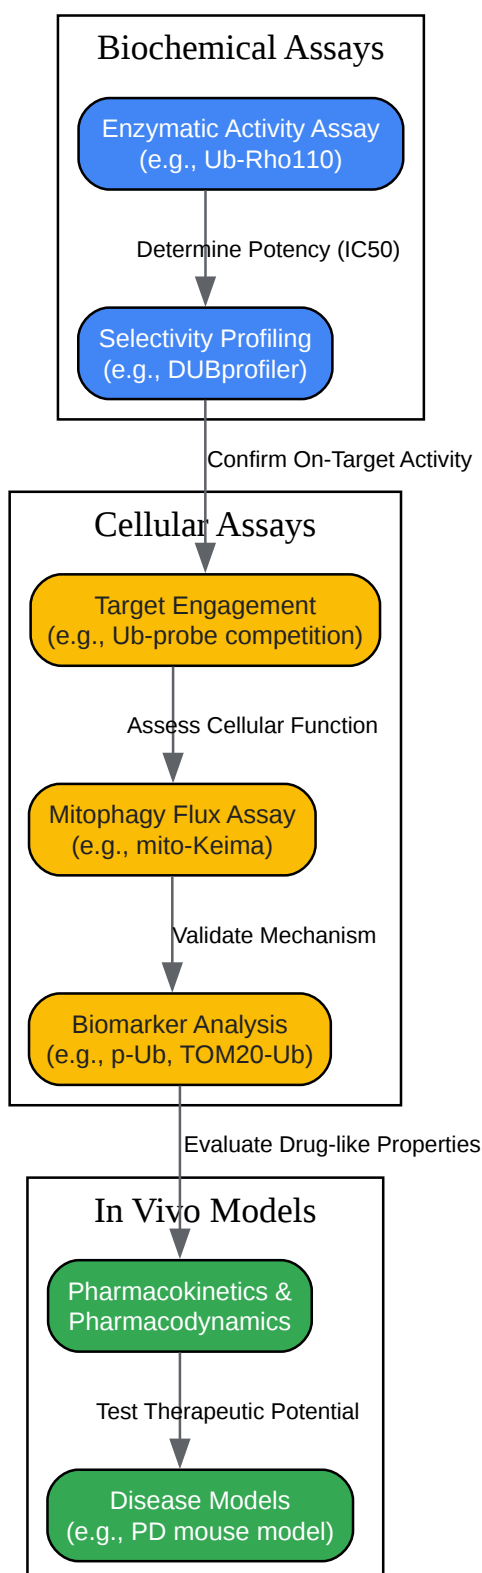 Biochemical Assays
Enzymatic Activity Assay
(e.g., Ub-Rho110)
Determine Potency (IC50)
Selectivity Profiling
(e.g., DUBprofiler)
Confirm On-Target Activity
Cellular Assays
Target Engagement
(e.g., Ub-probe competition)
Assess Cellular Function
Mitophagy Flux Assay
(e.g., mito-Keima)
Validate Mechanism
Biomarker Analysis
(e.g., p-Ub, TOM20-Ub)
Evaluate Drug-like Properties
In Vivo Models
Pharmacokinetics &
Pharmacodynamics
Test Therapeutic Potential
Disease Models
(e.g., PD mouse model)